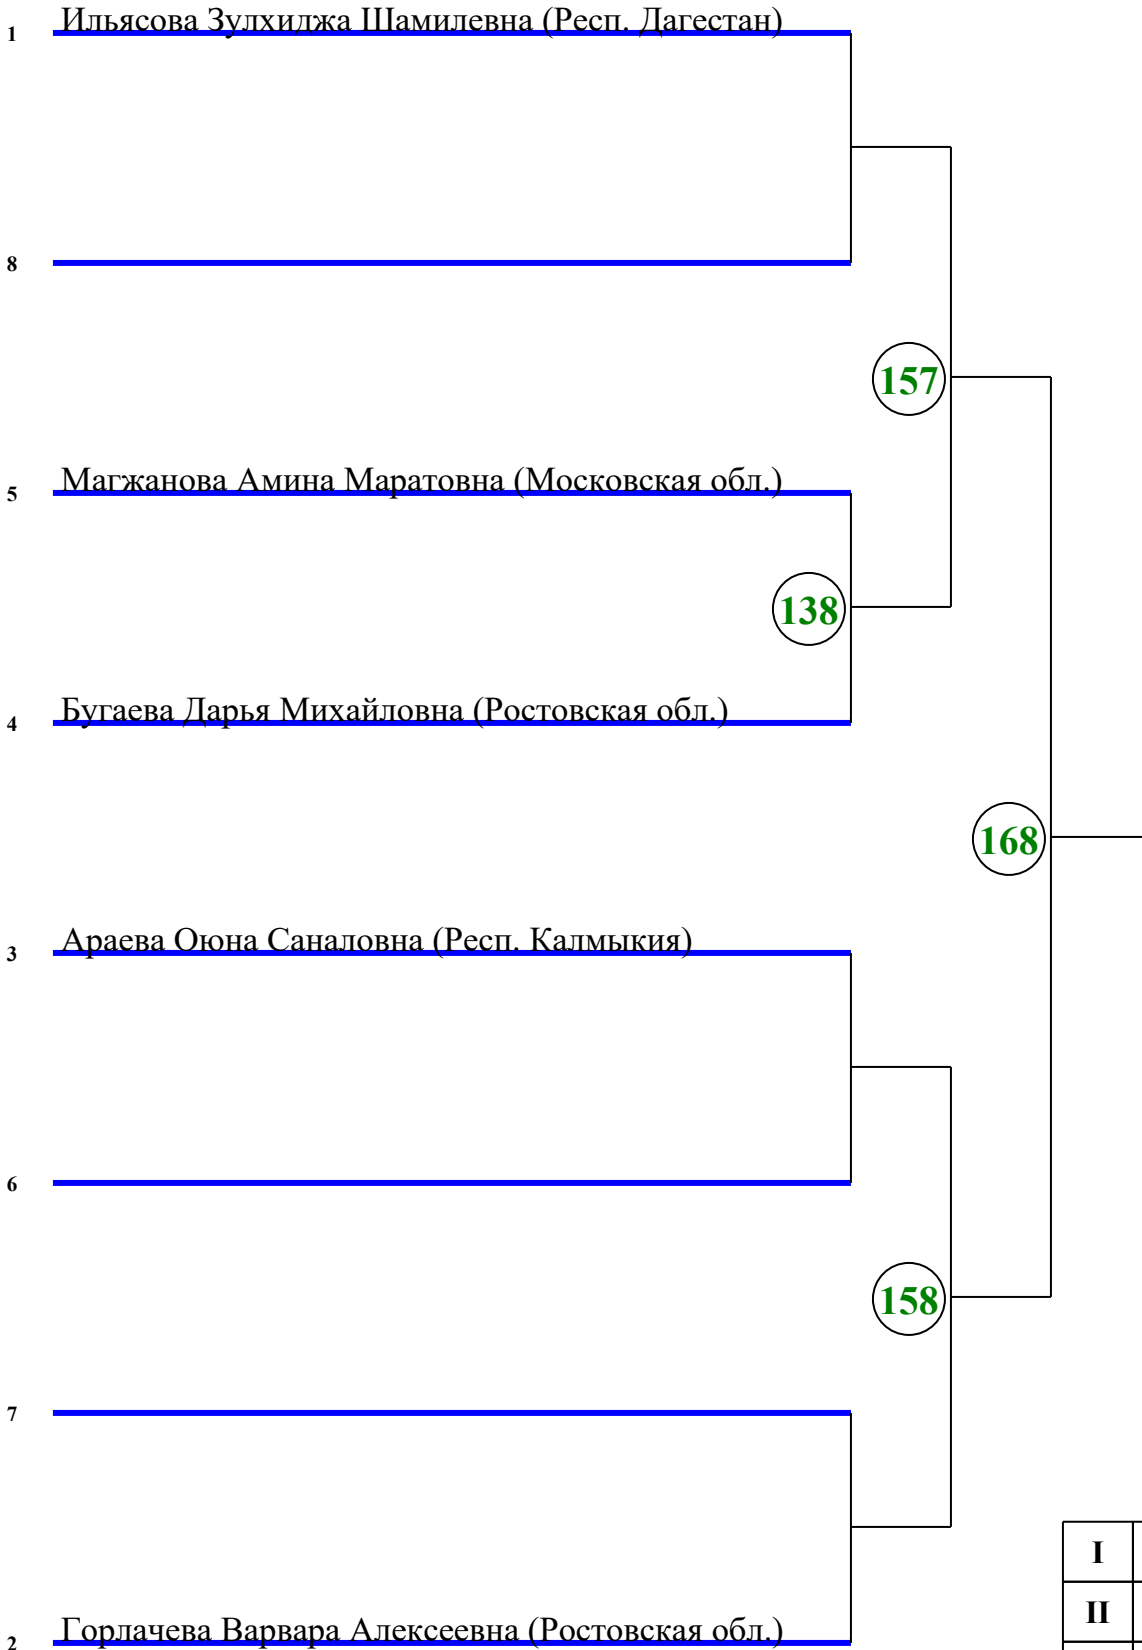 1 Ильясова Зулхиджа Шамилевна (Респ. Дагестан)
8
157
5 Магжанова Амина Маратовна (Московская обл.)
138
4 Бугаева Дарья Михайловна (Ростовская обл.)
168
3 Араева Оюна Саналовна (Респ. Калмыкия)
6
158
7
I
II
2 Горлачева Варвара Алексеевна (Ростовская обл.)